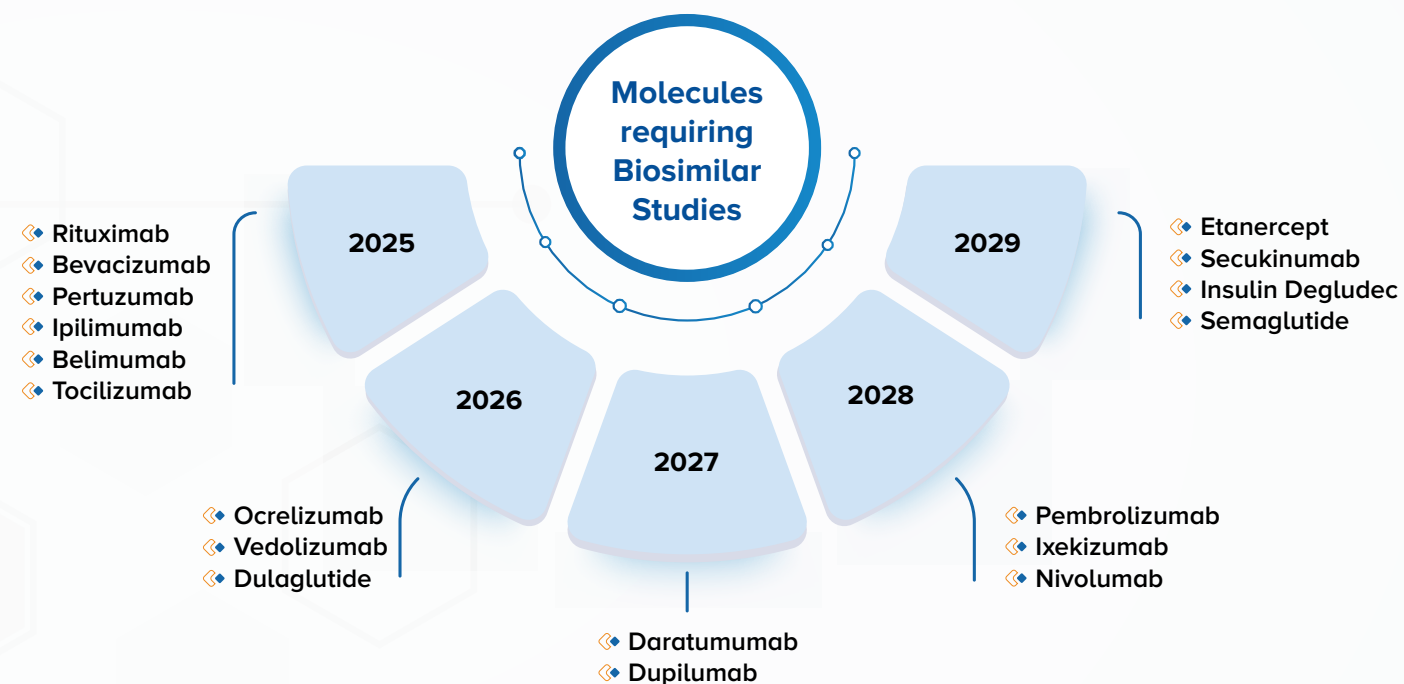 Molecules
requiring
Biosimilar
Studies
2025
Rituximab
Bevacizumab
Pertuzumab
Ipilimumab
Belimumab
Tocilizumab
2026
Ocrelizumab
Vedolizumab
Dulaglutide
2027
Daratumumab
Dupilumab
2028
Pembrolizumab
Ixekizumab
Nivolumab
2029
Etanercept
Secukinumab
Insulin Degludec
Semaglutide